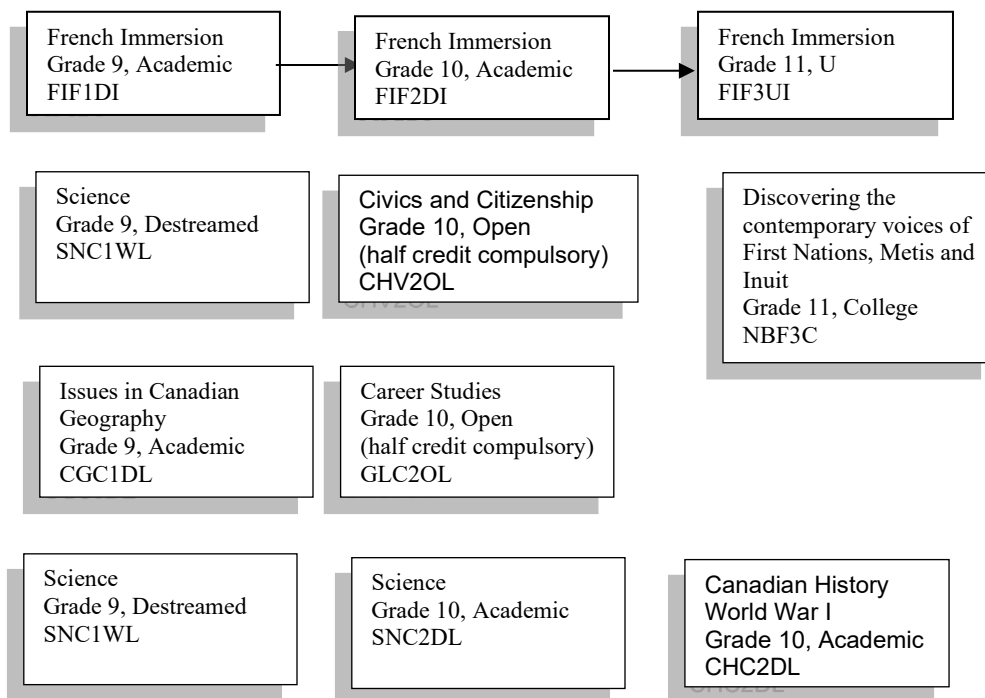 French Immersion
Grade 9, Academic
FIF1DI
French Immersion
Grade 10, Academic
FIF2DI
French Immersion
Grade 11, U
FIF3UI
Science
Grade 9, Destreamed
SNC1WL
Civics and Citizenship
Grade 10, Open
(half credit compulsory)
CHV2OL
Discovering the
contemporary voices of
First Nations, Metis and
Inuit
Grade 11, College
NBF3C
Issues in Canadian
Geography
Grade 9, Academic
CGC1DL
Career Studies
Grade 10, Open
(half credit compulsory)
GLC2OL
Science
Grade 9, Destreamed
SNC1WL
Science
Grade 10, Academic
SNC2DL
Canadian History
World War I
Grade 10, Academic
CHC2DL